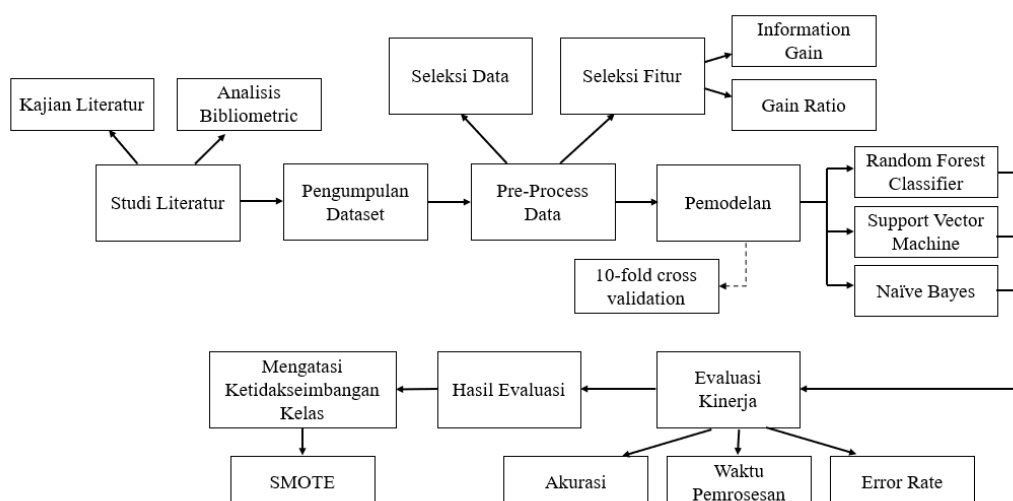 Information
Gain
Seleksi Data
Seleksi Fitur
Gain Ratio
Kajian Literatur
Analisis
Bibliometric
Studi Literatur
Pengumpulan
Dataset
Pre-Process
Data
Pemodelan
Random Forest
Classifier
Support Vector
Machine
Naïve Bayes
10-fold cross
validation
Mengatasi
Ketidakseimbangan
Kelas
Hasil Evaluasi
Evaluasi
Kinerja
SMOTE
Akurasi
Waktu
Pemrosesan
Error Rate